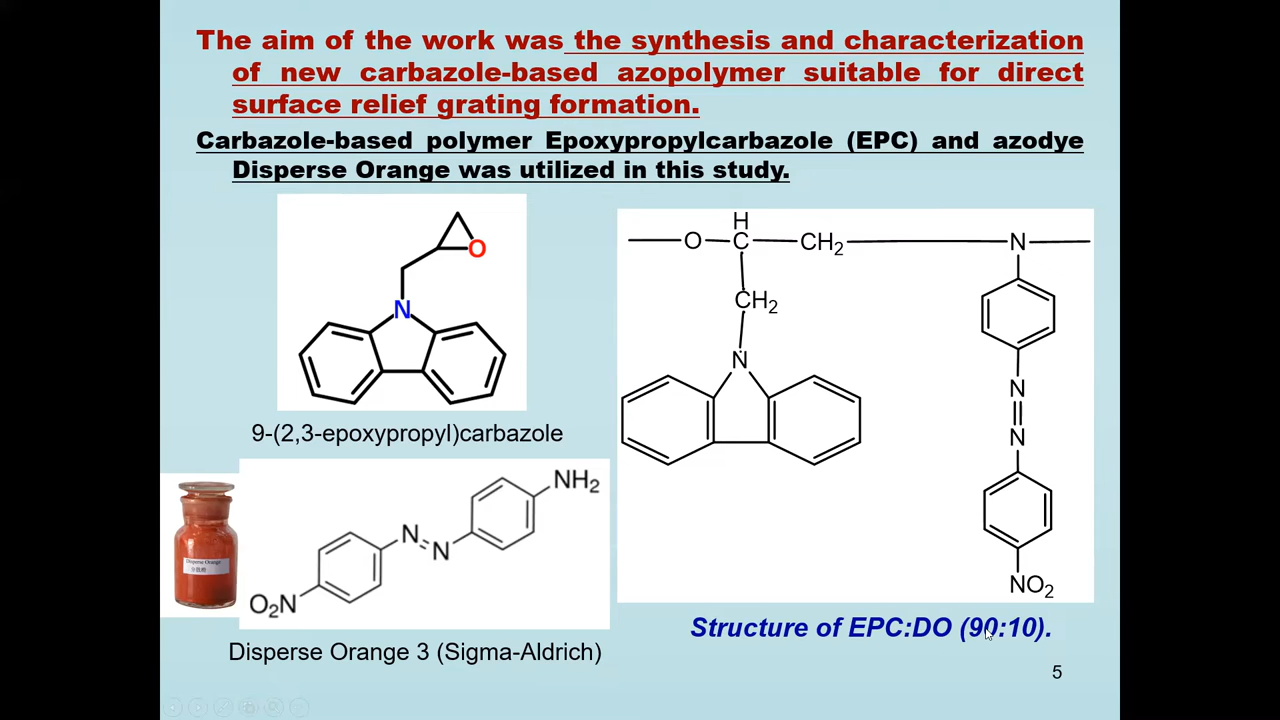 The aim of the work was the synthesis and characterization
of new carbazole-based azopolymer suitable for direct
surface relief grating formation.
Carbazole-based polymer Epoxypropylcarbazole (EPC) and azodye
Disperse Orange was utilized in this study.
O
N
9-(2,3-epoxypropyl)carbazole
Disperse Orange
NH2
N
N
O2N
Disperse Orange 3 (Sigma-Aldrich)
H
O C CH2 N
CH2
N
N
N
NO2
Structure of EPC:DO (90:10).
5